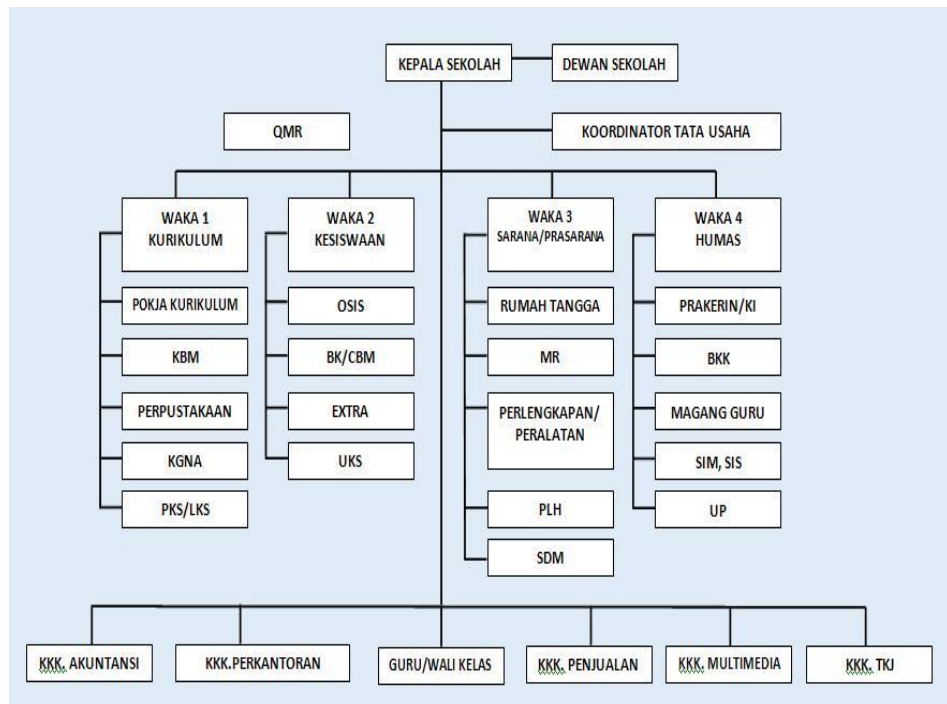 KEPALA SEKOLAH
DEWAN SEKOLAH
QMR
KOORDINATOR TATA USAHA
WAKA 1
KURIKULUM
POKJA KURIKULUM
KBM
PERPUSTAKAAN
KGNA
PKS/LKS
WAKA 2
KESISWAAN
OSIS
BK/CBM
EXTRA
UKS
WAKA 3
SARANA/PRASARANA
RUMAH TANGGA
MR
PERLENGKAPAN/
PERALATAN
PLH
SDM
WAKA 4
HUMAS
PRAKERIN/KI
BKK
MAGANG GURU
SIM, SIS
UP
KKK. AKUNTANSI
KKK.PERKANTORAN
GURU/WALI KELAS
KKK. PENJUALAN
KKK. MULTIMEDIA
KKK. TKJ